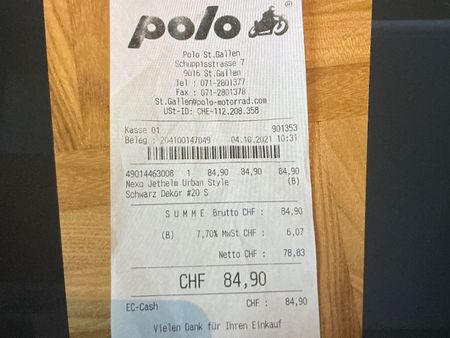 polo ®
Polo St.Gallen
Schuppisstrasse 7
9016 St.Gallen
Tel : 071-2801377
Fax : 071-2801378
St.Gallen@polo-motorrad.com
USt-ID: CHE-112.208.358
Kasse 01 901353
Beleg : 204100147049 04.10.2021 10:31
49014463008 1 84,90 84,90 84,90
Nexo Jethelm Urban Style (B)
Schwarz Dekor #20 S
S U M M E Brutto CHF : 84,90
(B) 7,70% MwSt CHF : 6,07
Netto CHF : 78,83
CHF 84,90
EC-Cash CHF : 84,90
Vielen Dank für Ihren Einkauf